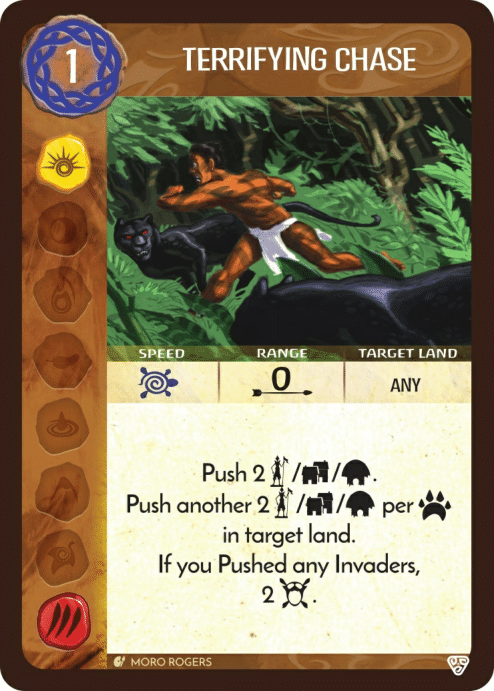 1
TERRIFYING CHASE
SPEED RANGE TARGET LAND
0 ANY
Push 2 / / .
Push another 2 / / per
in target land.
If you Pushed any Invaders,
2 .
MORO ROGERS